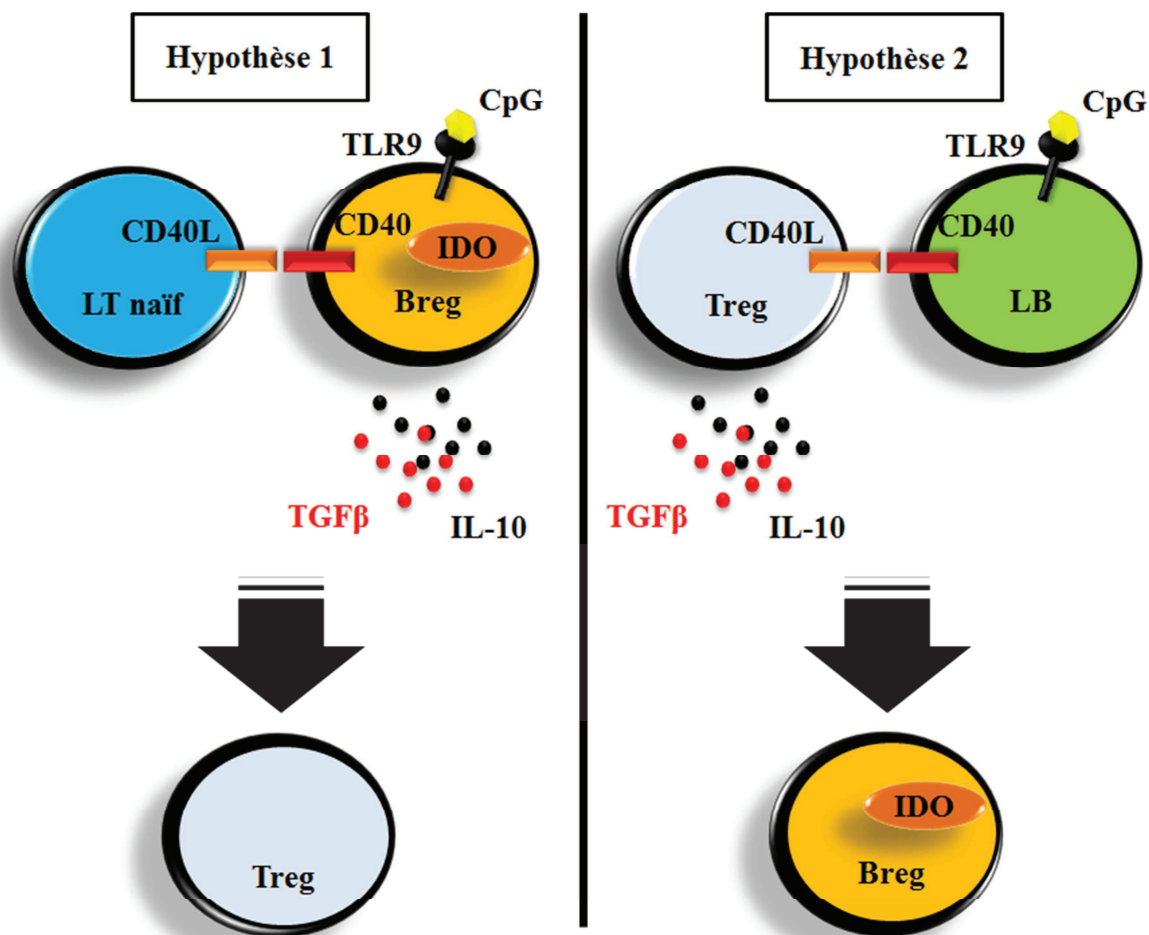 Hypothèse 1
CpG
TLR9
CD40L
CD40
IDO
LT naïf
Breg
TGFβ
IL-10
Treg
Hypothèse 2
CpG
TLR9
CD40L
CD40
Treg
LB
TGFβ
IL-10
IDO
Breg